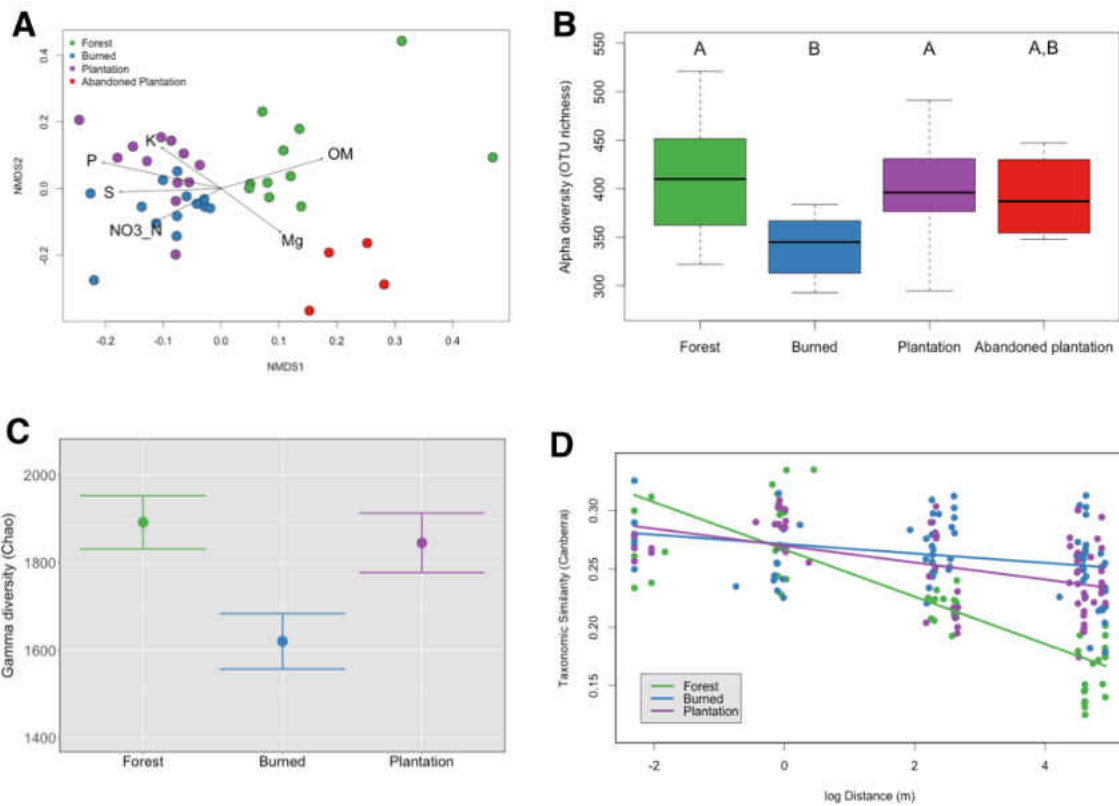 A
Forest
Burned
Plantation
Abandoned Plantation
0.4
0.2
0.0
-0.2
NMDS2
K
P
S
NO3_N
OM
Mg
-0.2 -0.1 0.0 0.1 0.2 0.3 0.4
NMDS1
B
550
500
450
400
350
300
Alpha diversity (OTU richness)
A B A A,B
Forest Burned Plantation Abandoned plantation
C
2000
1800
1600
1400
Gamma diversity (Chao)
Forest Burned Plantation
D
0.30
0.25
0.20
0.15
Taxonomic Similarity (Canberra)
Forest
Burned
Plantation
-2 0 2 4
log Distance (m)